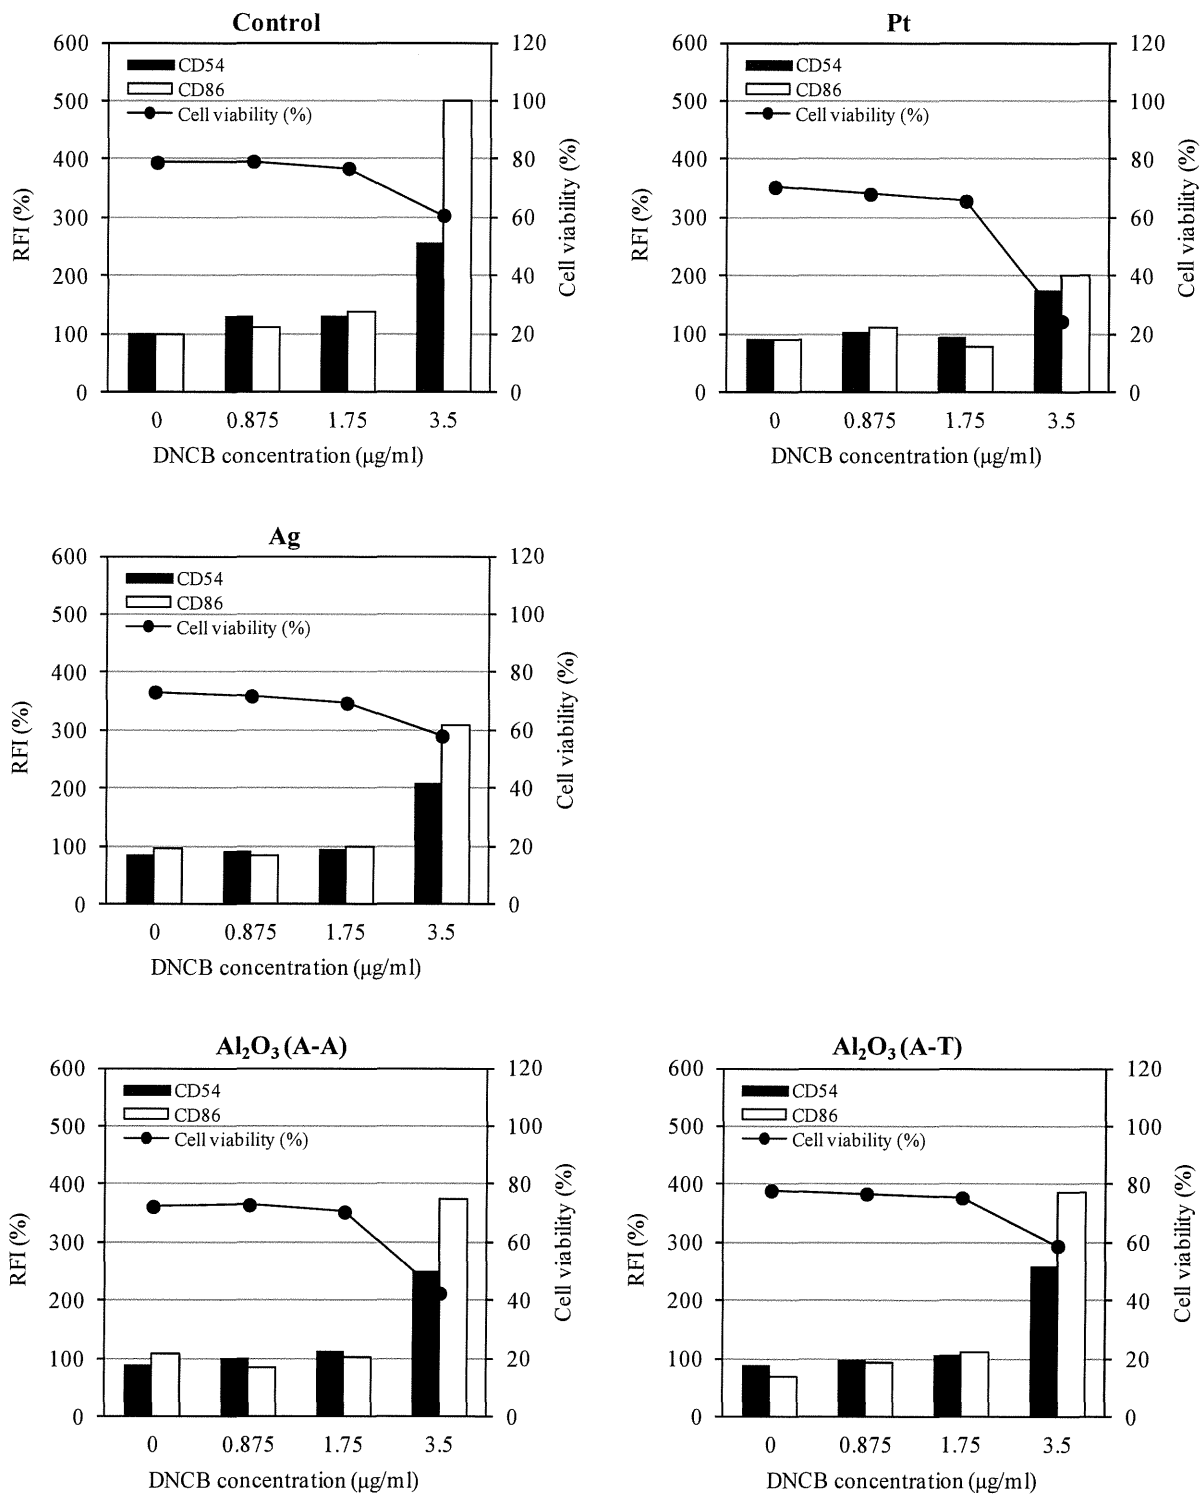 Control
600
500
400
300
200
100
0
120
100
80
60
40
20
0
CD54
CD86
Cell viability (%)
RFI (%)
Cell viability (%)
0 0.875 1.75 3.5
DNCB concentration (μg/ml)
Pt
600
500
400
300
200
100
0
120
100
80
60
40
20
0
CD54
CD86
Cell viability (%)
RFI (%)
Cell viability (%)
0 0.875 1.75 3.5
DNCB concentration (μg/ml)
Ag
600
500
400
300
200
100
0
120
100
80
60
40
20
0
CD54
CD86
Cell viability (%)
RFI (%)
Cell viability (%)
0 0.875 1.75 3.5
DNCB concentration (μg/ml)
Al₂O₃ (A-A)
600
500
400
300
200
100
0
120
100
80
60
40
20
0
CD54
CD86
Cell viability (%)
RFI (%)
Cell viability (%)
0 0.875 1.75 3.5
DNCB concentration (μg/ml)
Al₂O₃ (A-T)
600
500
400
300
200
100
0
120
100
80
60
40
20
0
CD54
CD86
Cell viability (%)
RFI (%)
Cell viability (%)
0 0.875 1.75 3.5
DNCB concentration (μg/ml)